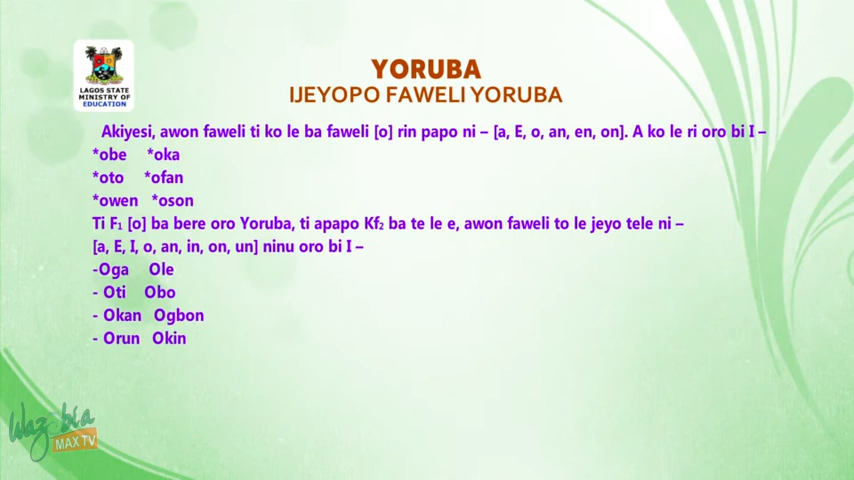 LAGOS STATE
MINISTRY OF
EDUCATION
YORUBA
IJEYOPO FAWELI YORUBA
Akiyesi, awon faweli ti ko le ba faweli [o] rin papo ni – [a, E, o, an, en, on]. A ko le ri oro bi I –
*obe *oka
*oto *ofan
*owen *oson
Ti F₁ [o] ba bere oro Yoruba, ti apapo Kf₂ ba te le e, awon faweli to le jeyo tele ni –
[a, E, I, o, an, in, on, un] ninu oro bi I –
-Oga Ole
- Oti Obo
- Okan Ogbon
- Orun Okin
Wazobia
MAX TV